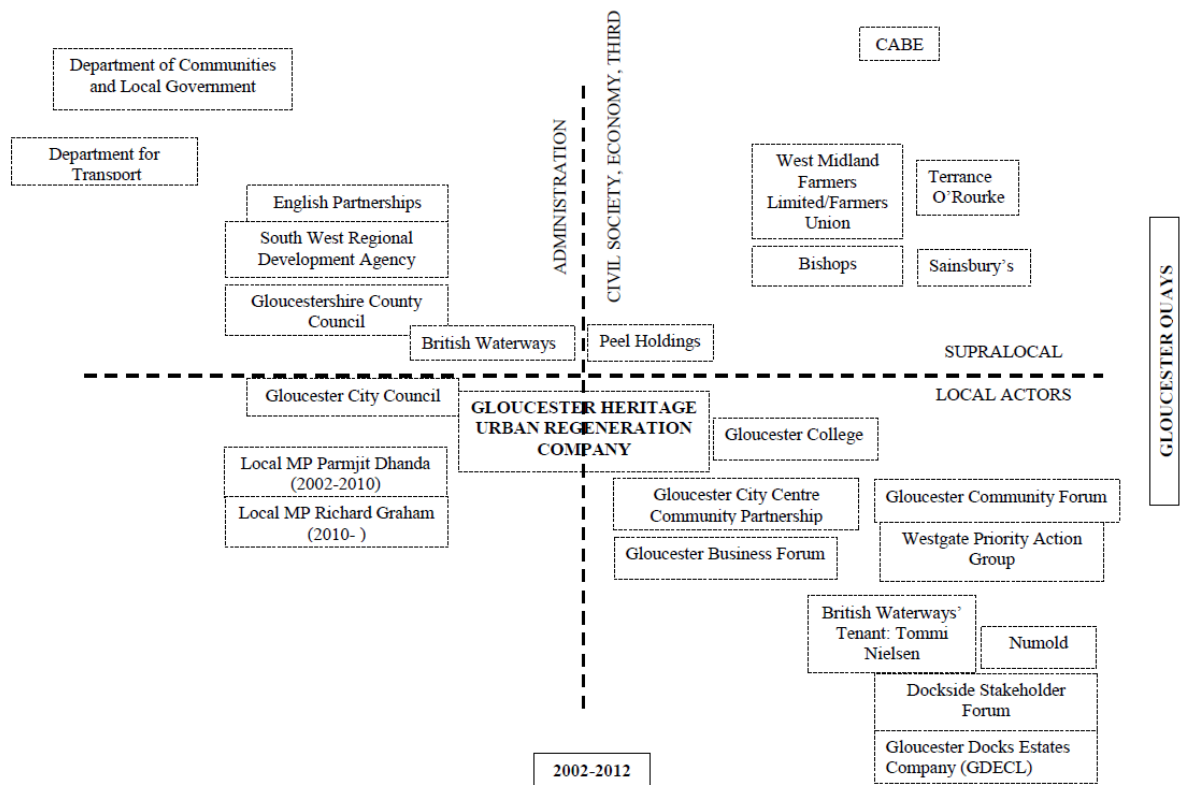 CABE
Department of Communities
and Local Government
ADMINISTRATION
CIVIL SOCIETY, ECONOMY, THIRD
Department for
Transport
West Midland
Farmers
Limited/Farmers
Union
Terrance
O'Rourke
English Partnerships
South West Regional
Development Agency
Bishops
Sainsbury's
Gloucestershire County
Council
British Waterways
Peel Holdings
SUPRALOCAL
GLOUCESTER QUAYS
Gloucester City Council
LOCAL ACTORS
GLOUCESTER HERITAGE
URBAN REGENERATION
COMPANY
Gloucester College
Local MP Parmjit Dhanda
(2002-2010)
Local MP Richard Graham
(2010- )
Gloucester City Centre
Community Partnership
Gloucester Community Forum
Gloucester Business Forum
Westgate Priority Action
Group
British Waterways'
Tenant: Tommi
Nielsen
Numold
Dockside Stakeholder
Forum
Gloucester Docks Estates
Company (GDECL)
2002-2012